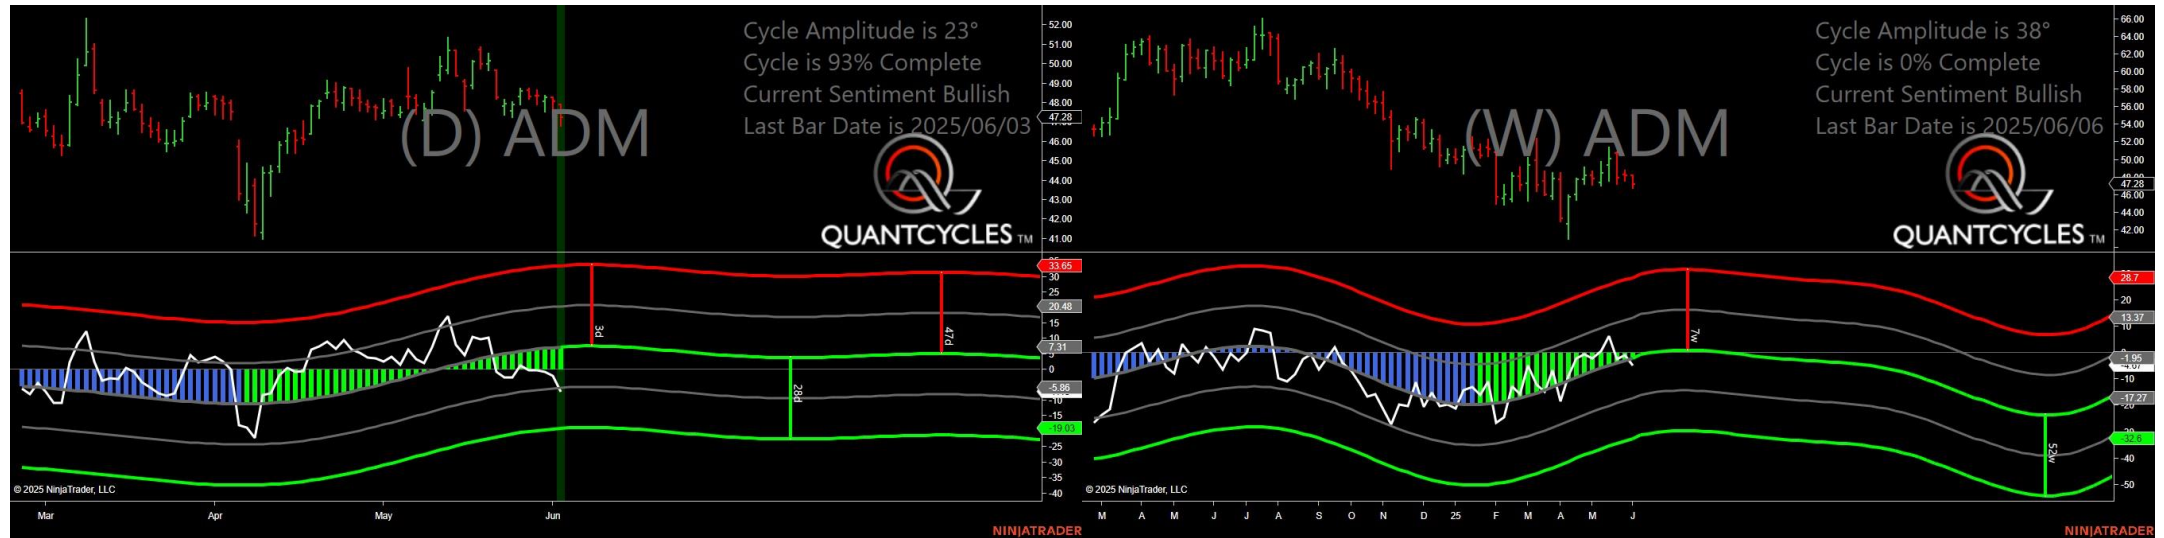 Cycle Amplitude is 23°
Cycle is 93% Complete
Current Sentiment Bullish
Last Bar Date is 2025/06/03
(D) ADM
QUANTCYCLES TM
52.00
51.00
50.00
49.00
48.00
47.28
46.00
45.00
44.00
43.00
42.00
41.00
33.65
30
25
20.48
15
7.31
0
-5.86
-10
-15
-19.03
-25
-30
-35
-40
3d
28d
47d
© 2025 NinjaTrader, LLC
Mar Apr May Jun
NINJATRADER
Cycle Amplitude is 38°
Cycle is 0% Complete
Current Sentiment Bullish
Last Bar Date is 2025/06/06
(W) ADM
QUANTCYCLES TM
66.00
64.00
62.00
60.00
58.00
56.00
54.00
52.00
50.00
47.28
46.00
44.00
42.00
28.7
20
13.37
-1.95
-10
-17.27
-32.6
-40
-50
7w
52w
© 2025 NinjaTrader, LLC
M A M J J A S O N D 25 F M A M J
NINJATRADER